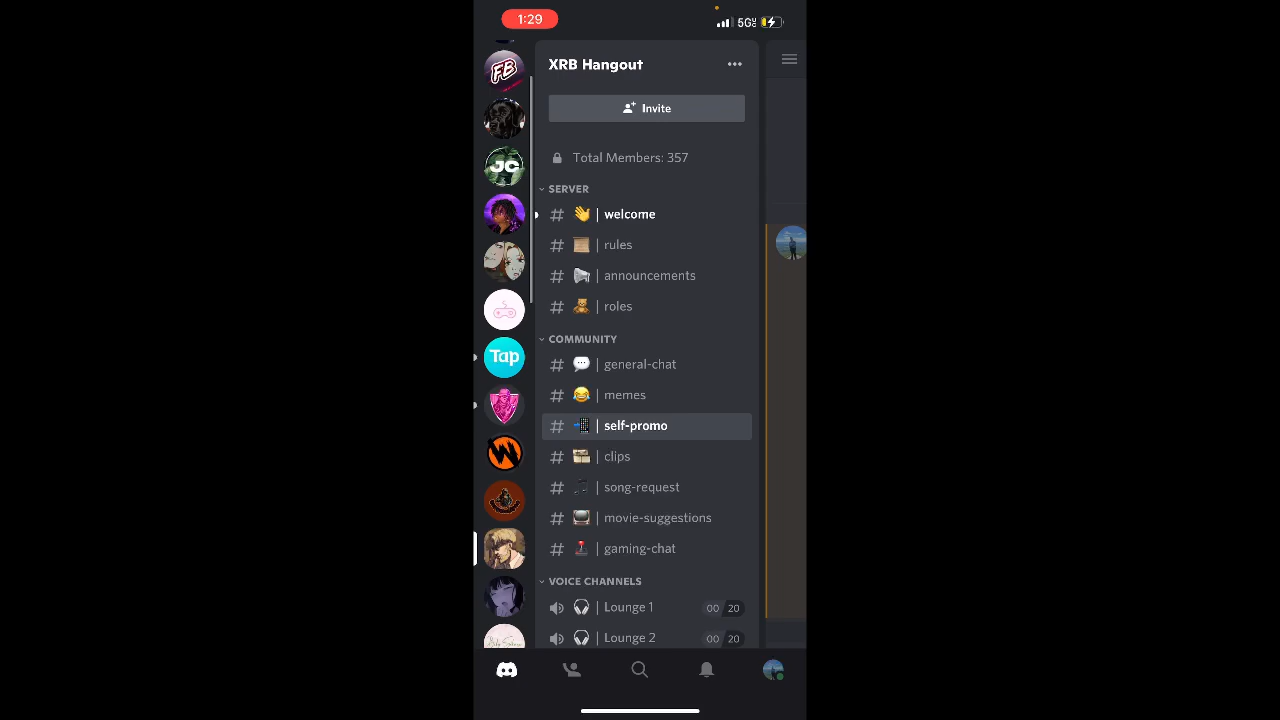 1:29
5G
FB
XRB Hangout
Invite
Total Members: 357
JC
SERVER
# | welcome
# | rules
# | announcements
# | roles
COMMUNITY
Tap
# | general-chat
# | memes
# | self-promo
W
# | clips
# | song-request
# | movie-suggestions
# | gaming-chat
VOICE CHANNELS
| Lounge 1 00 20
| Lounge 2 00 20